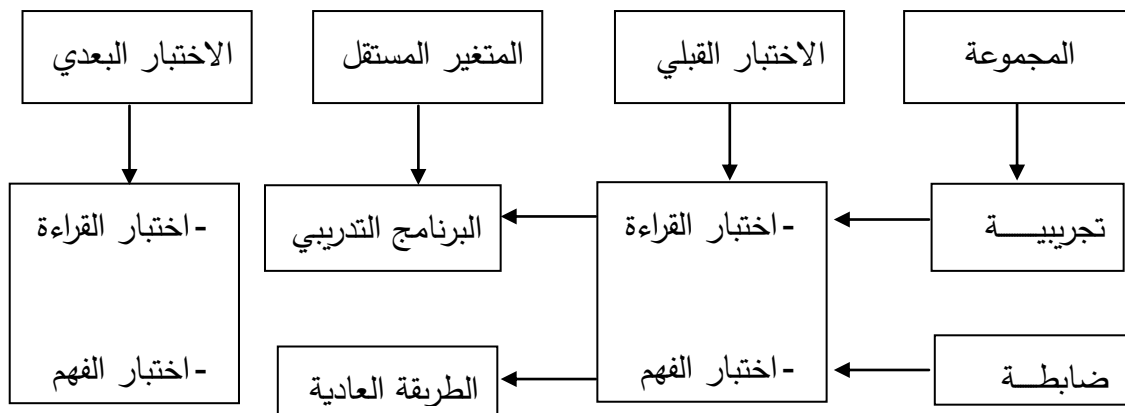 المجموعة
الاختبار القبلي
المتغير المستقل
الاختبار البعدي
تجريبيـــــة
- اختبار القراءة
البرنامج التدريبي
- اختبار القراءة
ضابطـــة
- اختبار الفهم
الطريقة العادية
- اختبار الفهم